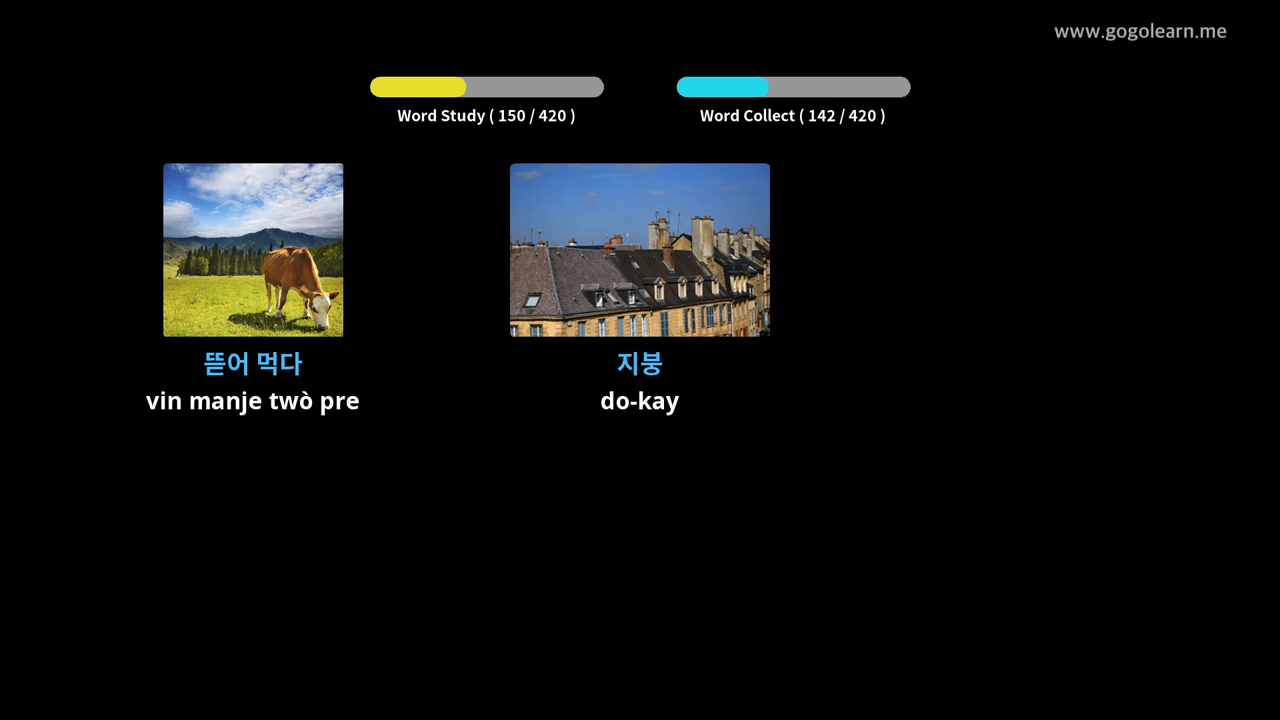 www.gogolearn.me
Word Study ( 150 / 420 )
Word Collect ( 142 / 420 )
뜯어 먹다
vin manje twò pre
지붕
do-kay